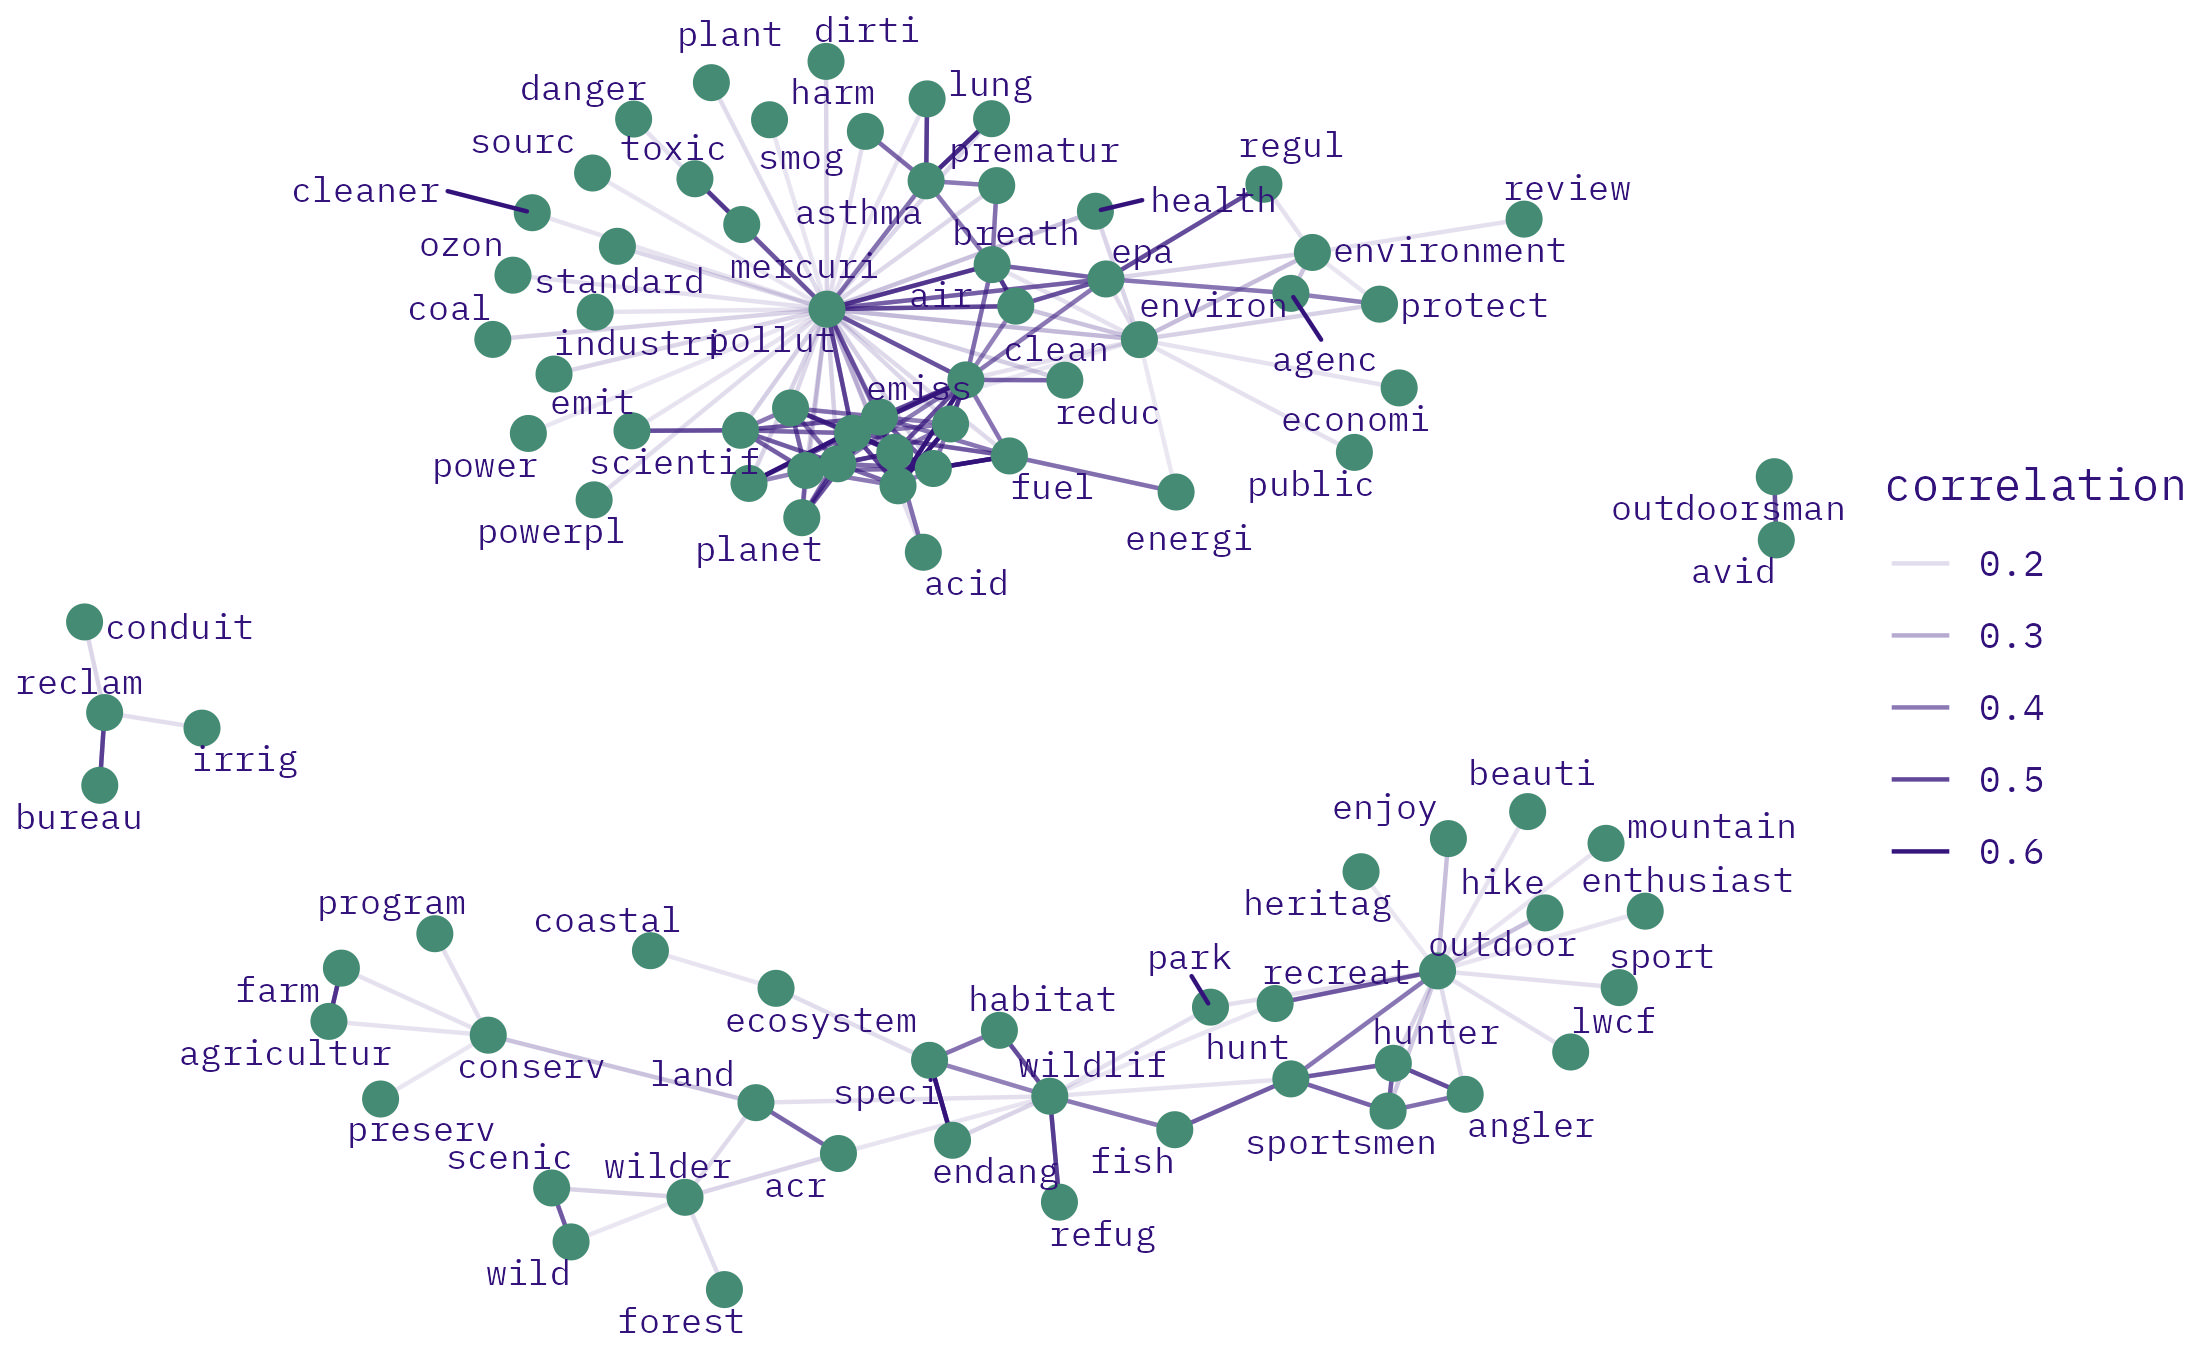 dirti
plant
lung
danger
harm
sourc
toxic
smog
prematur
regul
cleaner
health
review
asthma
ozon
breath
epa
environment
standard
mercuri
air
coal
environ
protect
industri
pollut
clean
agenc
emit
emiss
reduc
economi
power
scientif
fuel
public
powerpl
planet
energi
acid
outdoorsman
avid
correlation
0.2
0.3
0.4
0.5
0.6
conduit
reclam
irrig
bureau
beauti
enjoy
mountain
hike
enthusiast
heritag
program
coastal
outdoor
sport
park
recreat
farm
habitat
ecosystem
lwcf
hunter
agricultur
hunt
conserv
land
wildlif
speci
preserv
angler
scenic
wilder
sportsmen
endang
fish
acr
refug
wild
forest